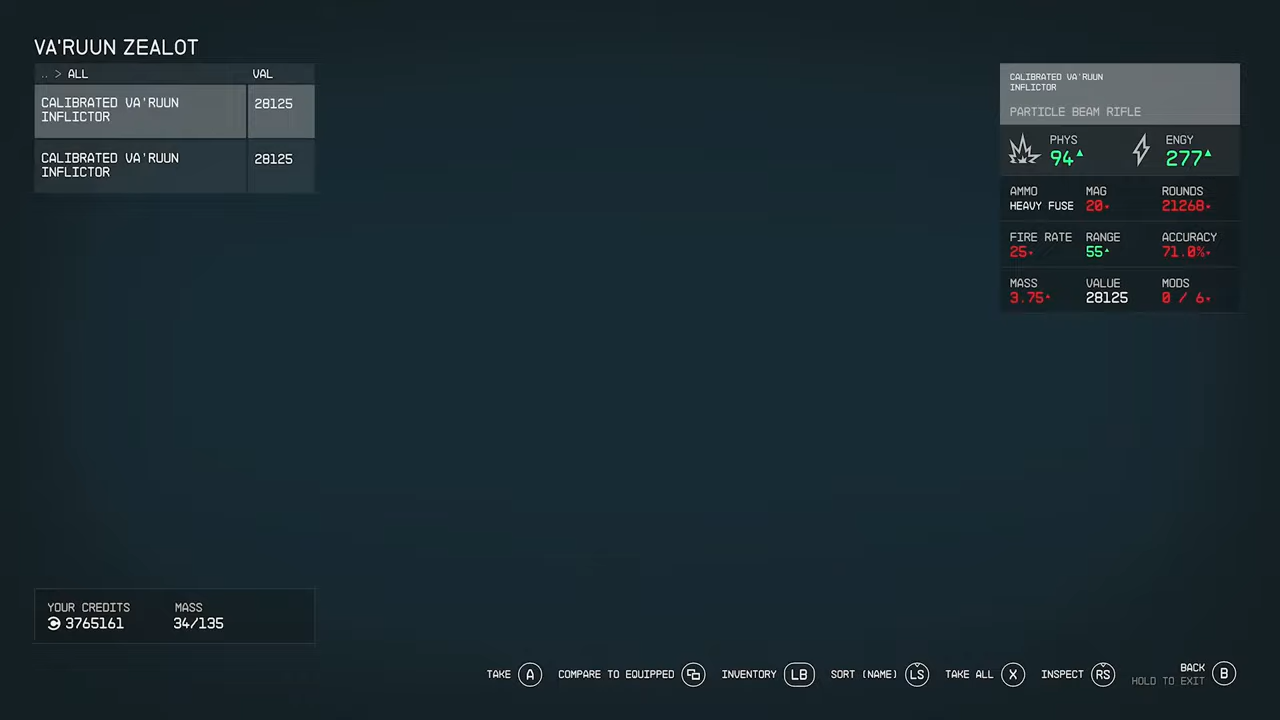 VA'RUUN ZEALOT
.. > ALL VAL
CALIBRATED VA'RUUN
INFLICTOR
28125
CALIBRATED VA'RUUN
INFLICTOR
28125
CALIBRATED VA'RUUN
INFLICTOR
PARTICLE BEAM RIFLE
PHYS ENGY
94 277
AMMO MAG ROUNDS
HEAVY FUSE 20 21268
FIRE RATE RANGE ACCURACY
25 55 71.0%
MASS VALUE MODS
3.75 28125 0 / 6
YOUR CREDITS MASS
3765161 34/135
TAKE A COMPARE TO EQUIPPED INVENTORY LB SORT (NAME) LS TAKE ALL X INSPECT RS BACK B
HOLD TO EXIT